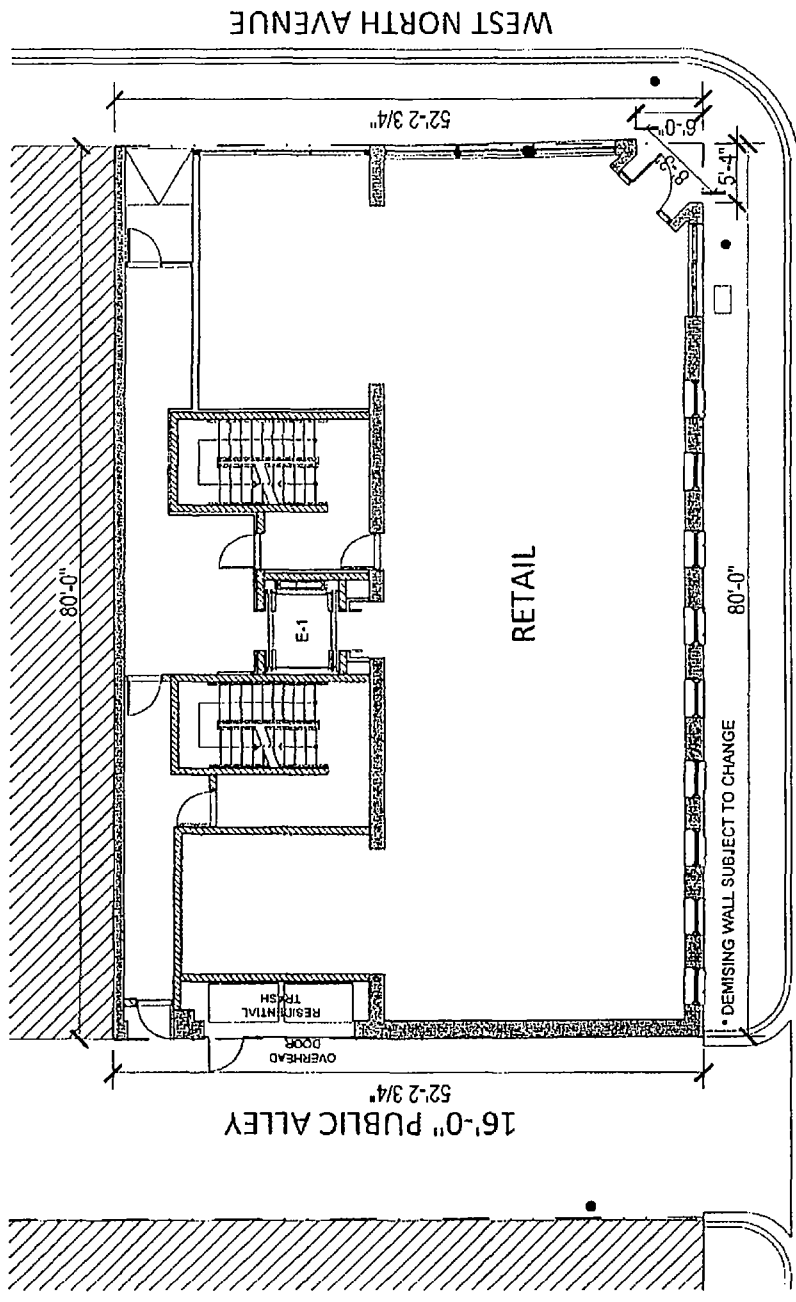 WEST NORTH AVENUE
52'-2 3/4"
6'-0"
5'-4"
80'-0"
E-1
RETAIL
80'-0"
* DEMISING WALL SUBJECT TO CHANGE
RESIDENTIAL
TRASH
OVERHEAD
DOOR
52'-2 3/4"
16'-0" PUBLIC ALLEY